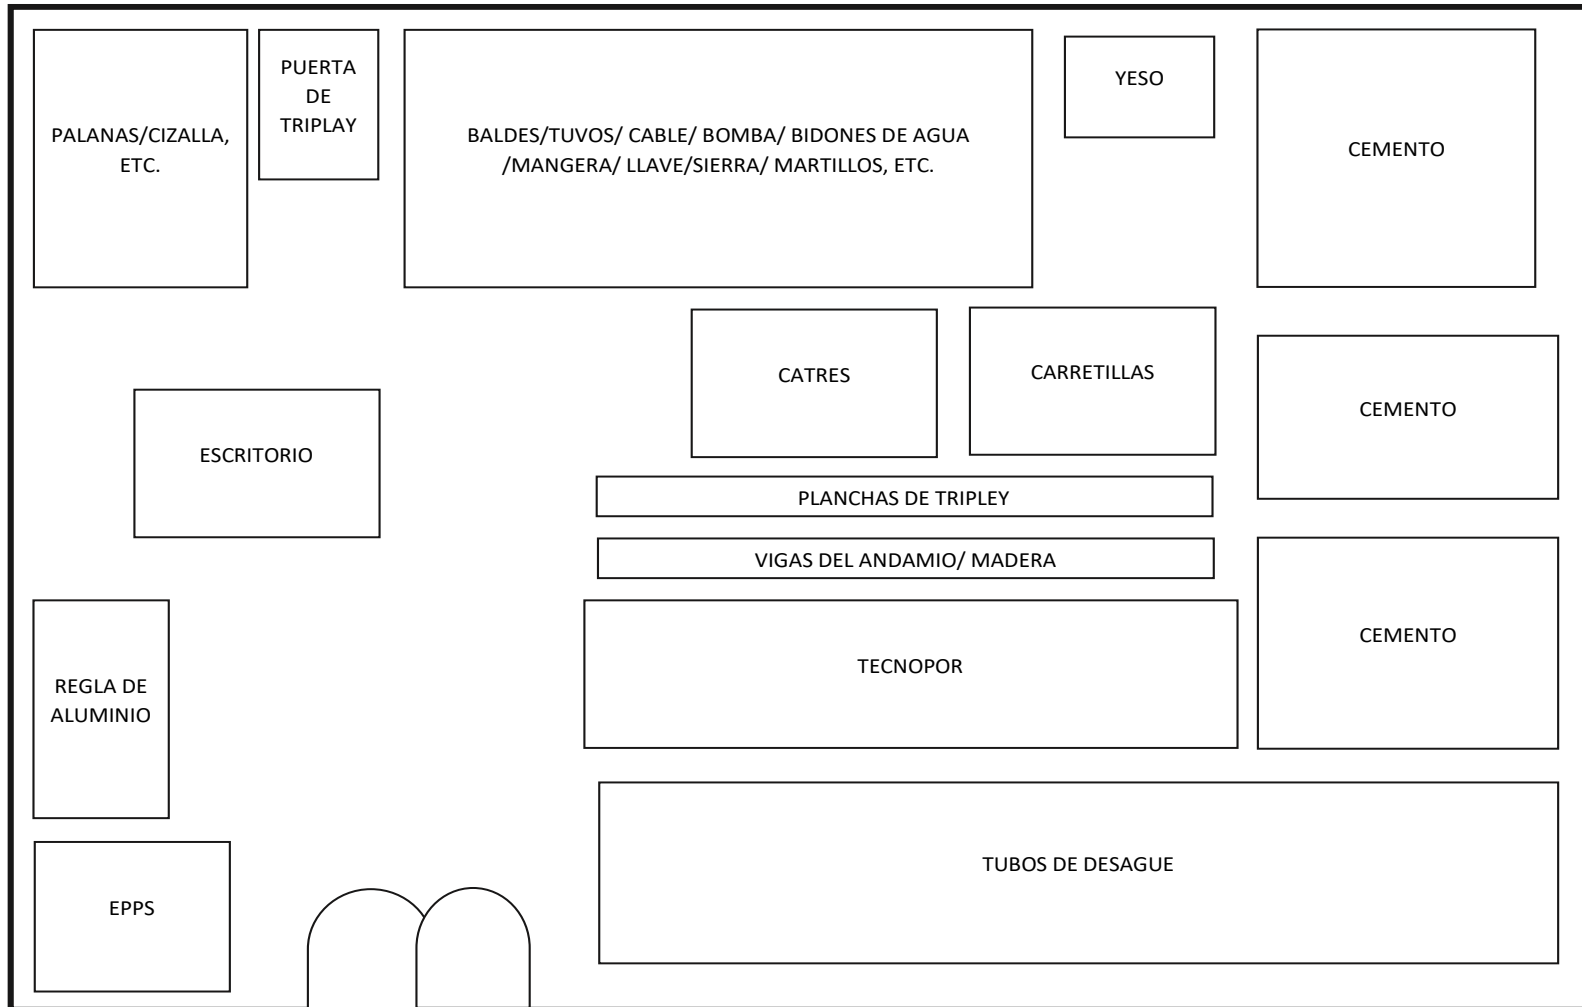 PALANAS/CIZALLA,
ETC.
PUERTA
DE
TRIPLAY
BALDES/TUVOS/ CABLE/ BOMBA/ BIDONES DE AGUA
/MANGERA/ LLAVE/SIERRA/ MARTILLOS, ETC.
YESO
CEMENTO
CATRES
CARRETILLAS
CEMENTO
ESCRITORIO
PLANCHAS DE TRIPLEY
VIGAS DEL ANDAMIO/ MADERA
CEMENTO
TECNOPOR
REGLA DE
ALUMINIO
TUBOS DE DESAGUE
EPPS